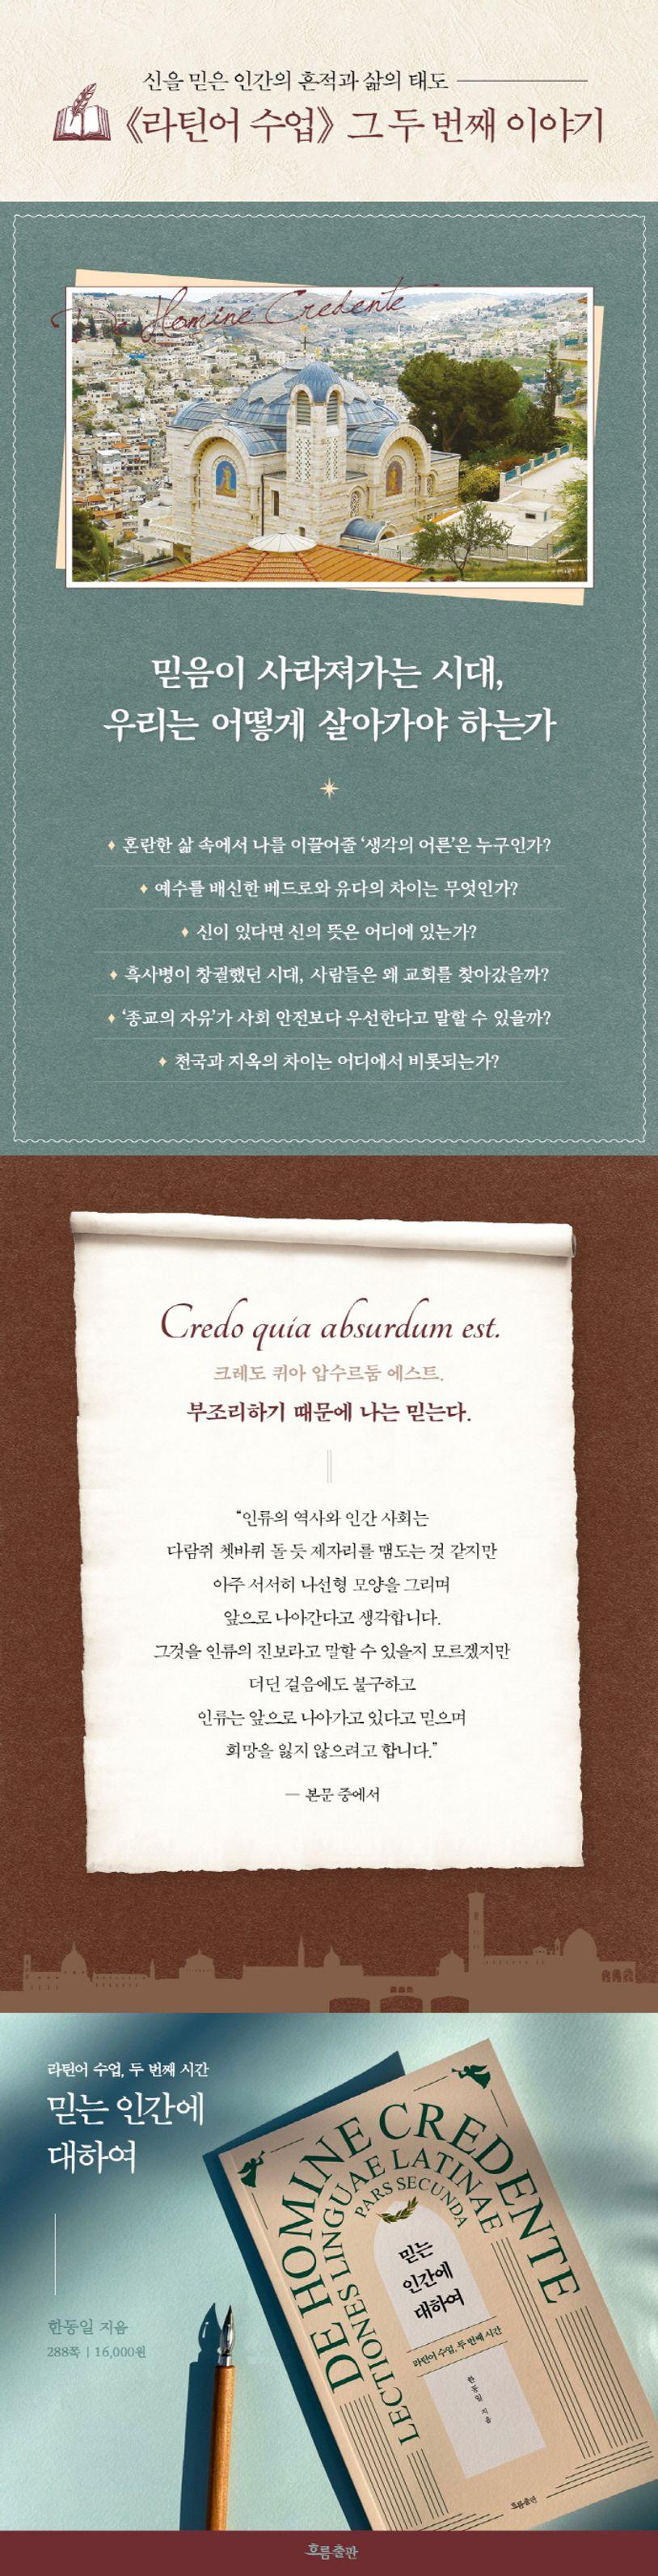 신을 믿은 인간의 흔적과 삶의 태도
《라틴어 수업》 그 두 번째 이야기
De Homine Credente
믿음이 사라져가는 시대,
우리는 어떻게 살아가야 하는가
혼란한 삶 속에서 나를 이끌어줄 ‘생각의 어른’은 누구인가?
예수를 배신한 베드로와 유다의 차이는 무엇인가?
신이 있다면 신의 뜻은 어디에 있는가?
흑사병이 창궐했던 시대, 사람들은 왜 교회를 찾아갔을까?
‘종교의 자유’가 사회 안전보다 우선한다고 말할 수 있을까?
천국과 지옥의 차이는 어디에서 비롯되는가?
Credo quia absurdum est.
크레도 퀴아 압수르둠 에스트.
부조리하기 때문에 나는 믿는다.
“인류의 역사와 인간 사회는
다람쥐 쳇바퀴 돌 듯 제자리를 맴도는 것 같지만
아주 서서히 나선형 모양을 그리며
앞으로 나아간다고 생각합니다.
그것을 인류의 진보라고 말할 수 있을지 모르겠지만
더딘 걸음에도 불구하고
인류는 앞으로 나아가고 있다고 믿으며
희망을 잃지 않으려고 합니다.”
— 본문 중에서
라틴어 수업, 두 번째 시간
믿는 인간에
대하여
한동일 지음
288쪽 | 16,000원
DE HOMINE CREDENTE
LECTIONES LINGUAE LATINAE
PARS SECUNDA
믿는
인간에
대하여
라틴어 수업, 두 번째 시간
한동일 지음
흐름출판
흐름출판